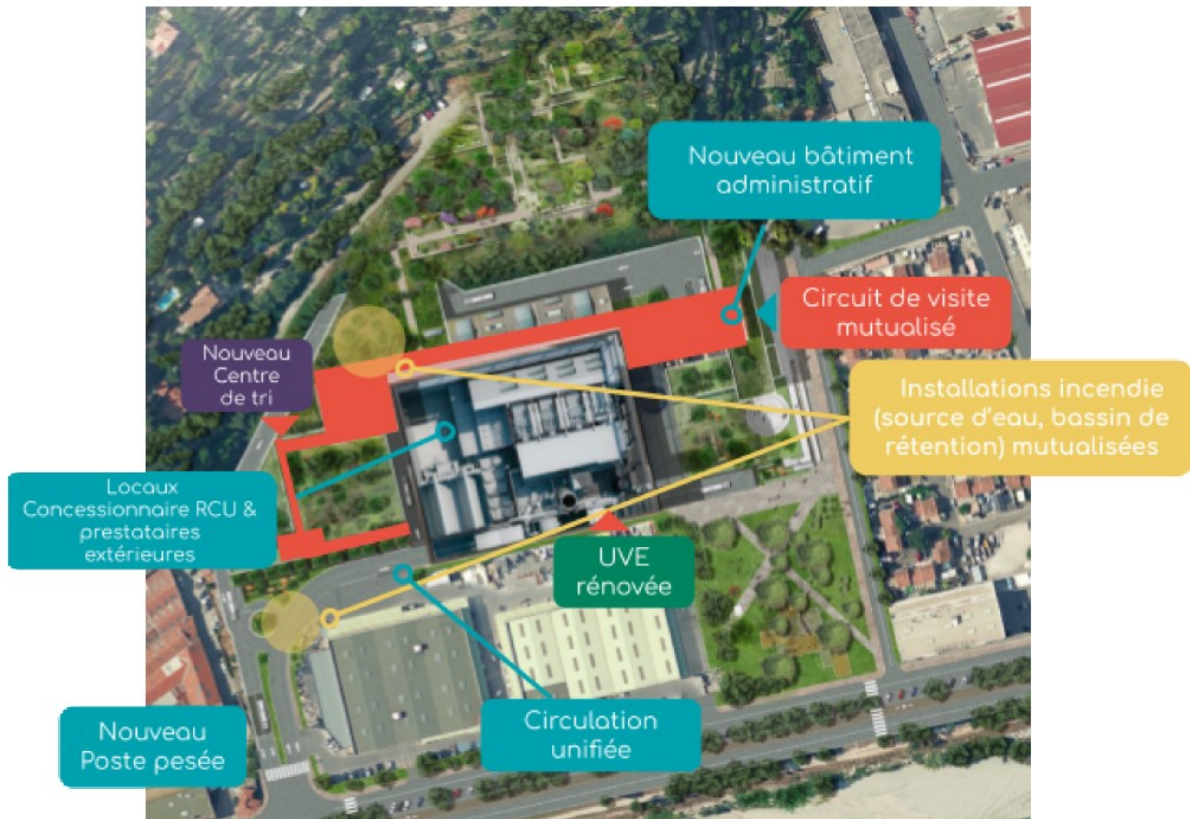 Nouveau bâtiment
administratif
Circuit de visite
mutualisé
Nouveau
Centre
de tri
Installations incendie
(source d'eau, bassin de
rétention) mutualisées
Locaux
Concessionnaire RCU &
prestataires
extérieures
UVE
rénovée
Nouveau
Poste pesée
Circulation
unifiée